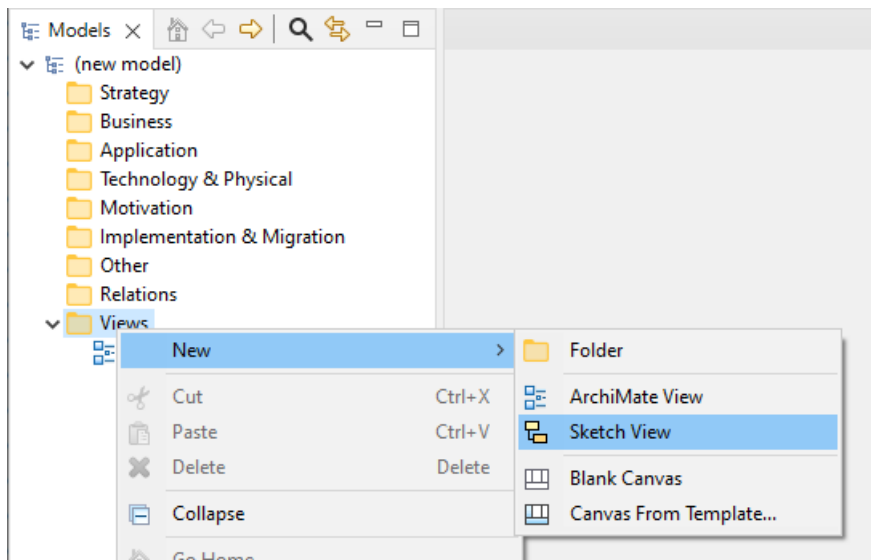 Models
(new model)
Strategy
Business
Application
Technology & Physical
Motivation
Implementation & Migration
Other
Relations
Views
New
Cut Ctrl+X
Paste Ctrl+V
Delete Delete
Collapse
Go Home
Folder
ArchiMate View
Sketch View
Blank Canvas
Canvas From Template...